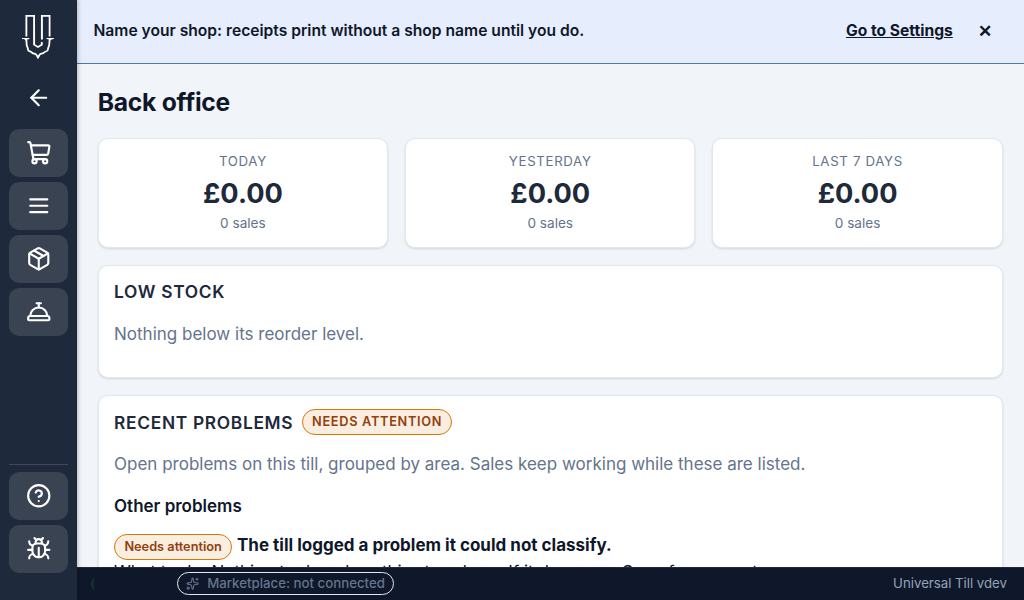 Name your shop: receipts print without a shop name until you do.
Go to Settings
Back office
TODAY
£0.00
0 sales
YESTERDAY
£0.00
0 sales
LAST 7 DAYS
£0.00
0 sales
LOW STOCK
Nothing below its reorder level.
RECENT PROBLEMS NEEDS ATTENTION
Open problems on this till, grouped by area. Sales keep working while these are listed.
Other problems
Needs attention The till logged a problem it could not classify.
Marketplace: not connected
Universal Till vdev